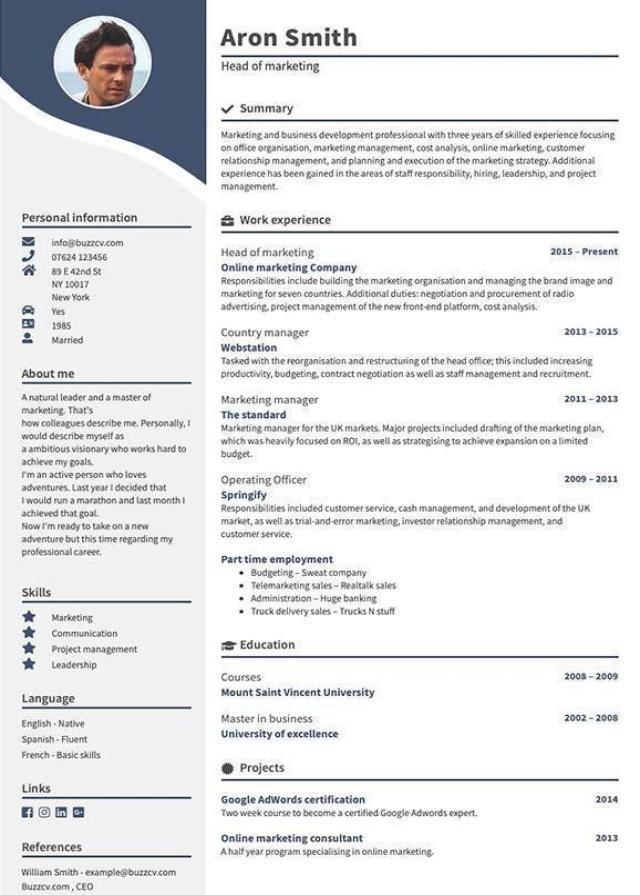 Aron Smith
Head of marketing
Summary
Marketing and business development professional with three years of skilled experience focusing
on office organisation, marketing management, cost analysis, online marketing, customer
relationship management, and planning and execution of the marketing strategy. Additional
experience has been gained in the areas of staff responsibility, hiring, leadership, and project
management.
Work experience
Head of marketing 2015 – Present
Online marketing Company
Responsibilities include building the marketing organisation and managing the brand image and
marketing for seven countries. Additional duties: negotiation and procurement of radio
advertising, project management of the new front-end platform, cost analysis.
Country manager 2013 – 2015
Webstation
Tasked with the reorganisation and restructuring of the head office; this included increasing
productivity, budgeting, contract negotiation as well as staff management and recruitment.
Marketing manager 2011 – 2013
The standard
Marketing manager for the UK markets. Major projects included drafting of the marketing plan,
which was heavily focused on ROI, as well as strategising to achieve expansion on a limited
budget.
Operating Officer 2009 – 2011
Springify
Responsibilities included customer service, cash management, and development of the UK
market, as well as trial-and-error marketing, investor relationship management, and
customer service.
Part time employment
• Budgeting – Sweat company
• Telemarketing sales – Realtalk sales
• Administration – Huge banking
• Truck delivery sales – Trucks N stuff
Education
Courses 2008 – 2009
Mount Saint Vincent University
Master in business 2002 – 2008
University of excellence
Projects
Google AdWords certification 2014
Two week course to become a certified Google Adwords expert.
Online marketing consultant 2013
A half year program specialising in online marketing.
Personal information
info@buzzcv.com
07624 123456
89 E 42nd St
NY 10017
New York
Yes
1985
Married
About me
A natural leader and a master of
marketing. That's
how colleagues describe me. Personally, I
would describe myself as
a ambitious visionary who works hard to
achieve my goals.
I'm an active person who loves
adventures. Last year I decided that
I would run a marathon and last month I
achieved that goal.
Now I'm ready to take on a new
adventure but this time regarding my
professional career.
Skills
Marketing
Communication
Project management
Leadership
Language
English - Native
Spanish - Fluent
French - Basic skills
Links
References
William Smith - example@buzzcv.com
Buzzcv.com , CEO